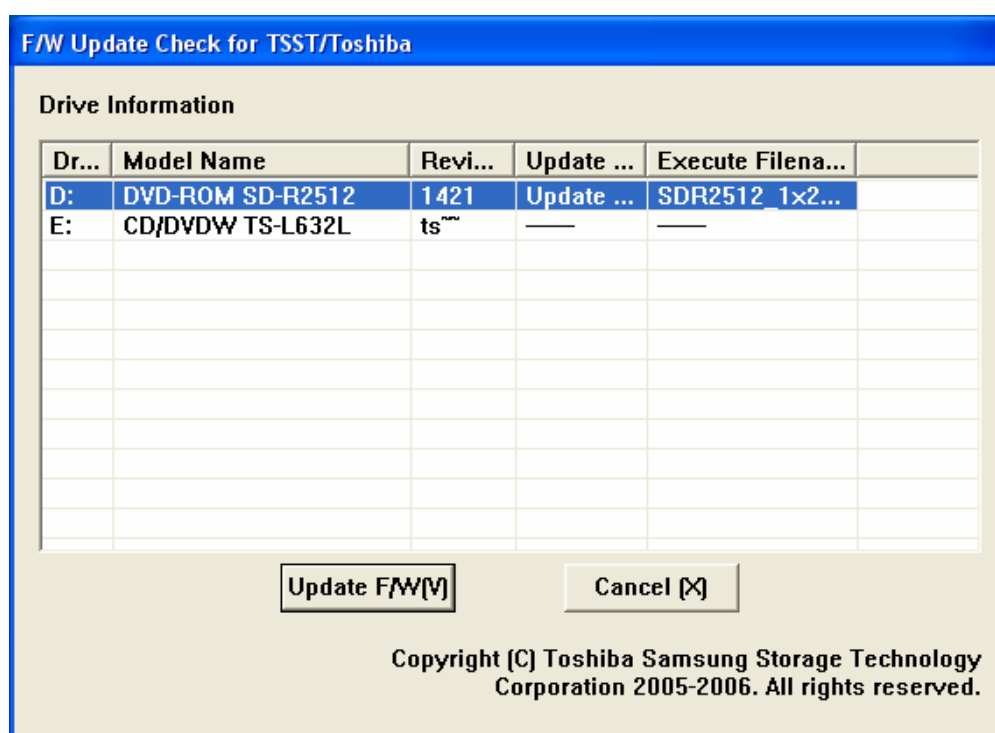 F/W Update Check for TSST/Toshiba
Drive Information
Dr... Model Name Revi... Update ... Execute Filena...
D: DVD-ROM SD-R2512 1421 Update ... SDR2512_1x2...
E: CD/DVDW TS-L632L ts~~ —— ——
Update F/W(V) Cancel (X)
Copyright (C) Toshiba Samsung Storage Technology
Corporation 2005-2006. All rights reserved.